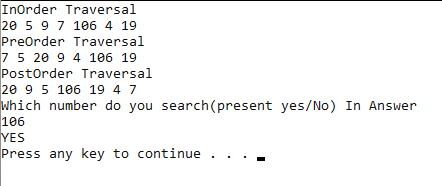 InOrder Traversal
20 5 9 7 106 4 19
PreOrder Traversal
7 5 20 9 4 106 19
PostOrder Traversal
20 9 5 106 19 4 7
Which number do you search(present yes/No) In Answer
106
YES
Press any key to continue . . .